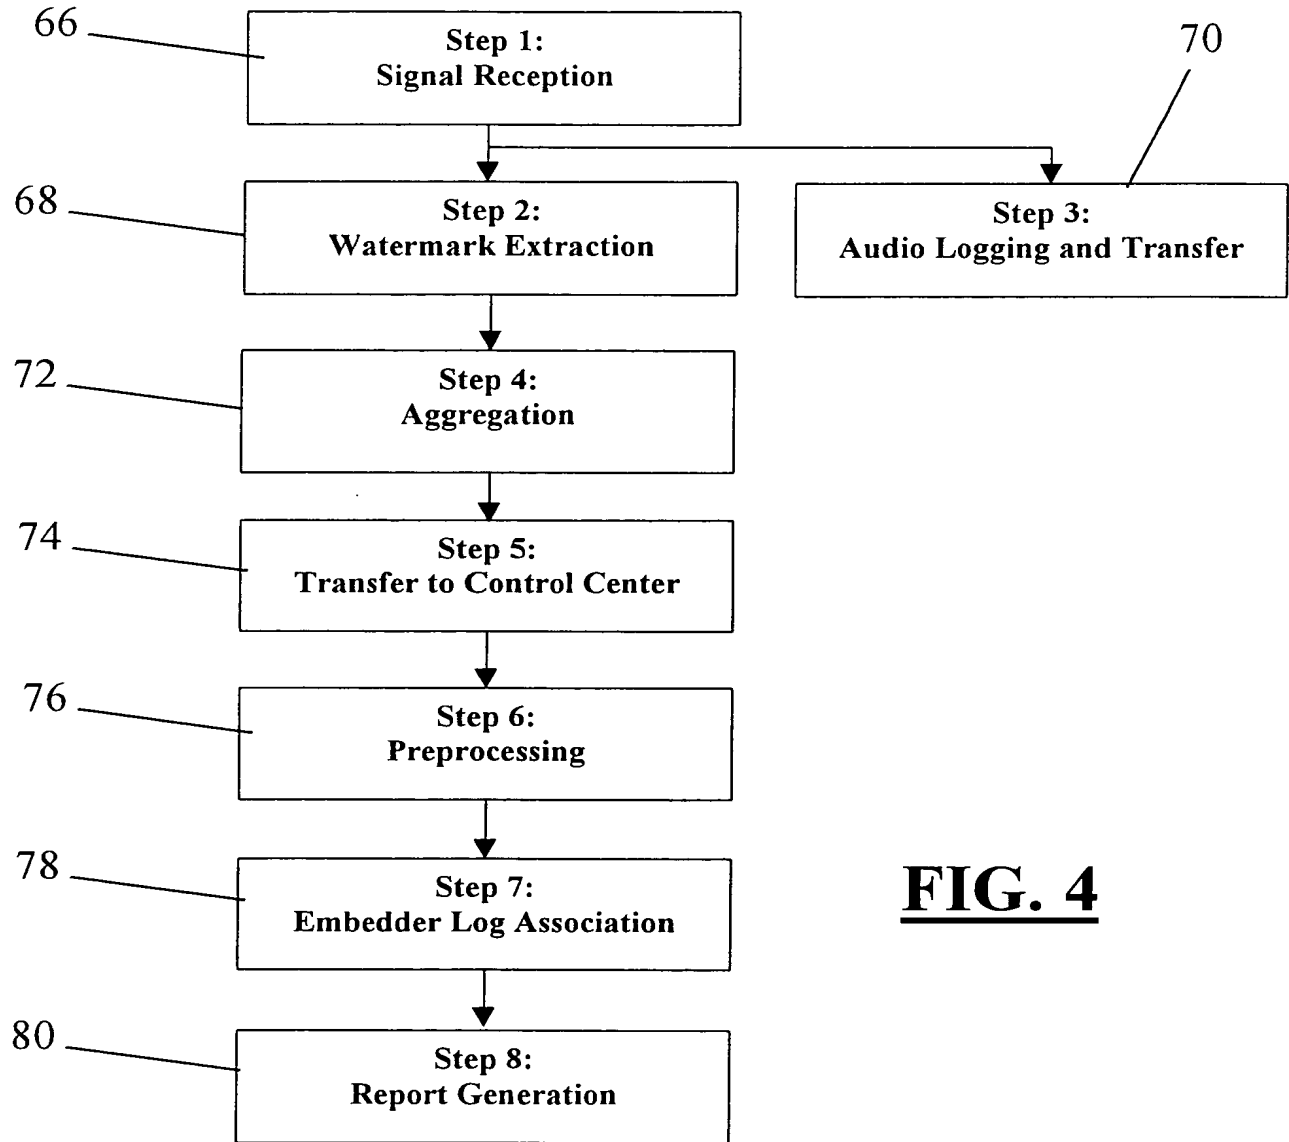 66
Step 1:
Signal Reception
70
68
Step 2:
Watermark Extraction
Step 3:
Audio Logging and Transfer
72
Step 4:
Aggregation
74
Step 5:
Transfer to Control Center
76
Step 6:
Preprocessing
78
Step 7:
Embedder Log Association
FIG. 4
80
Step 8:
Report Generation